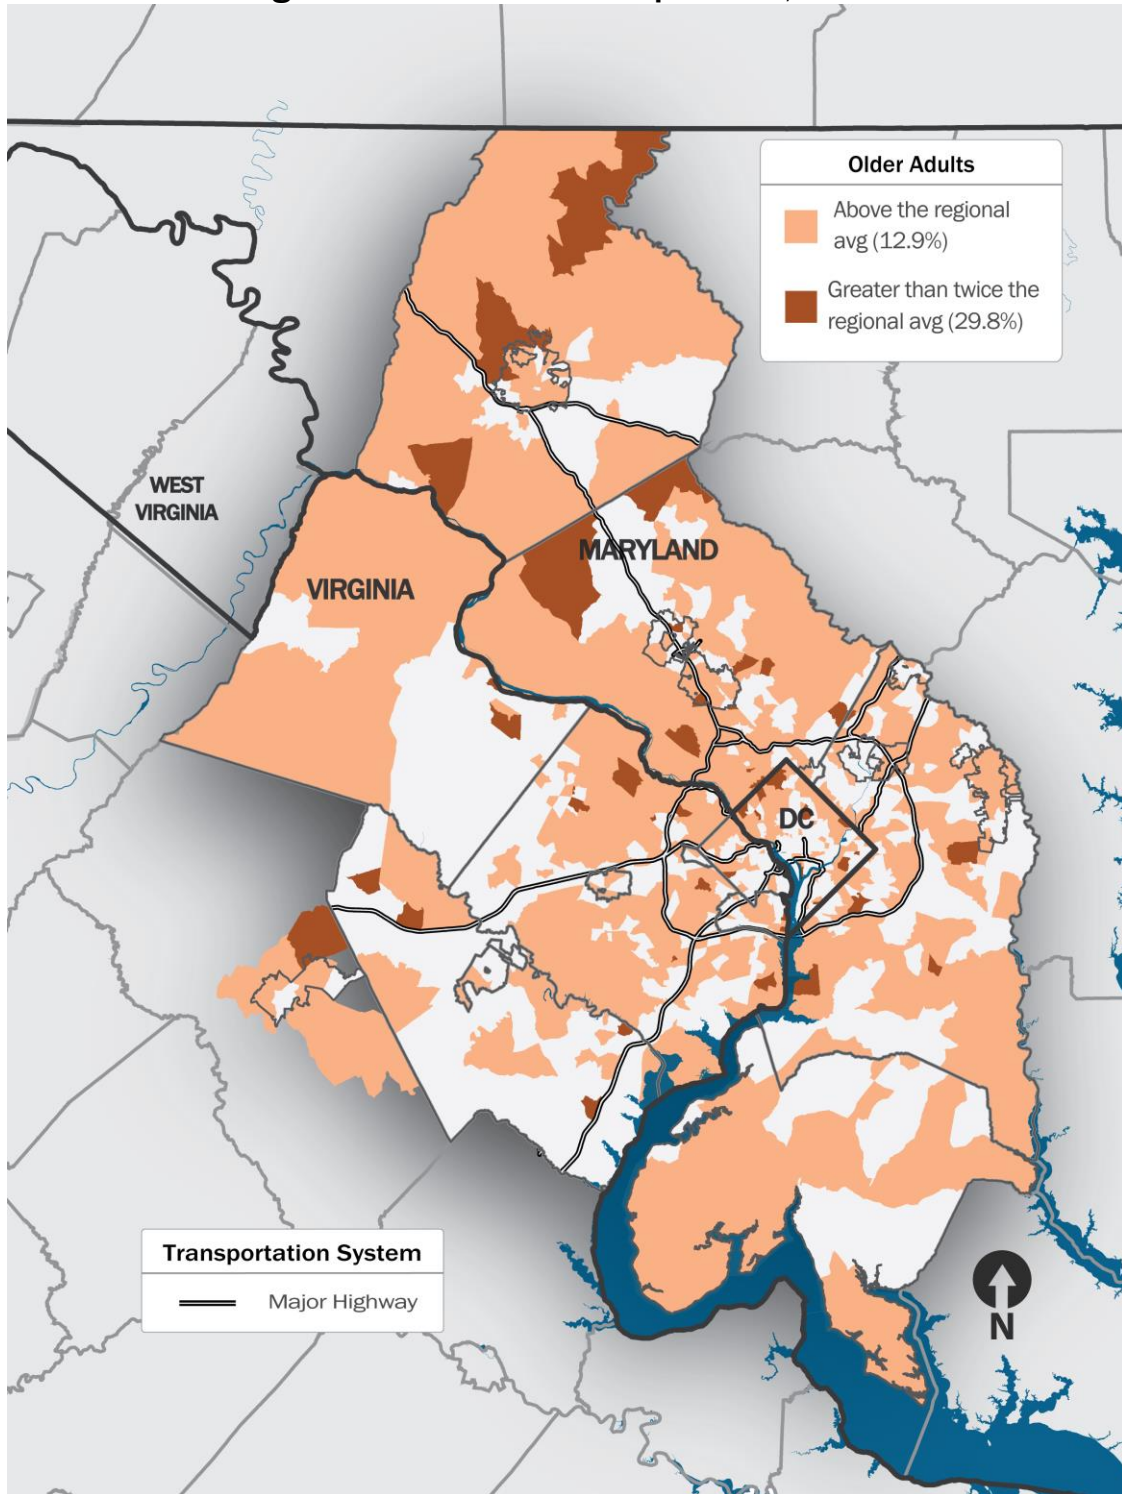 Older Adults
Above the regional
avg (12.9%)
Greater than twice the
regional avg (29.8%)
WEST
VIRGINIA
MARYLAND
VIRGINIA
DC
Transportation System
Major Highway
N